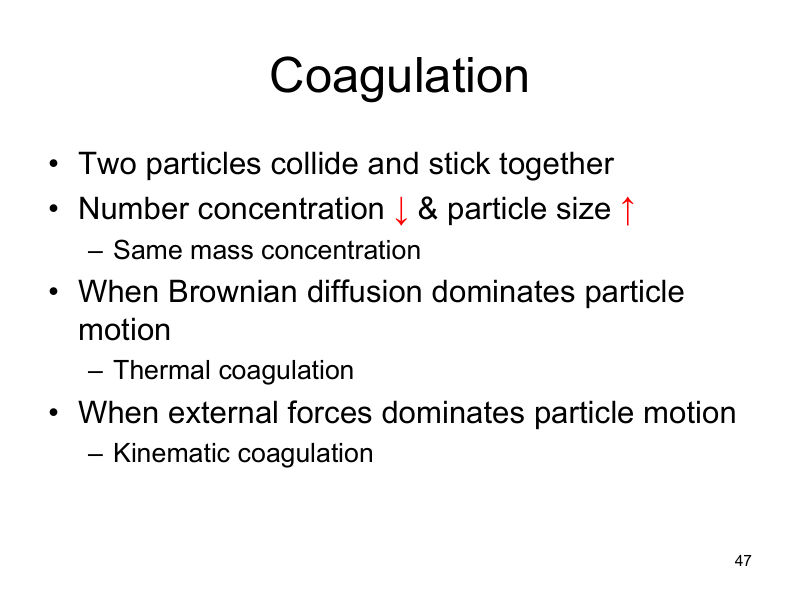 Coagulation
• Two particles collide and stick together
• Number concentration ↓ & particle size ↑
– Same mass concentration
• When Brownian diffusion dominates particle
motion
– Thermal coagulation
• When external forces dominates particle motion
– Kinematic coagulation
47